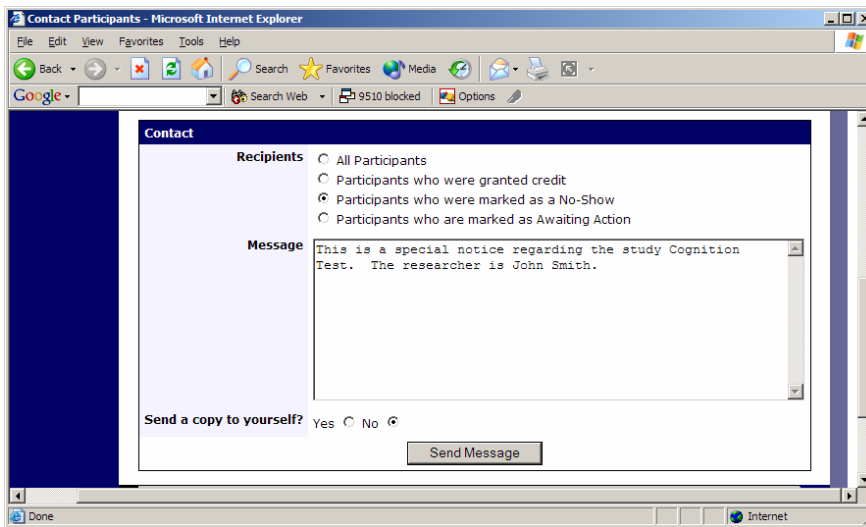 Contact Participants - Microsoft Internet Explorer
File Edit View Favorites Tools Help
Back Search Favorites Media
Google Search Web 9510 blocked Options
Contact
Recipients All Participants
Participants who were granted credit
Participants who were marked as a No-Show
Participants who are marked as Awaiting Action
Message This is a special notice regarding the study Cognition
Test. The researcher is John Smith.
Send a copy to yourself? Yes No
Send Message
Done Internet